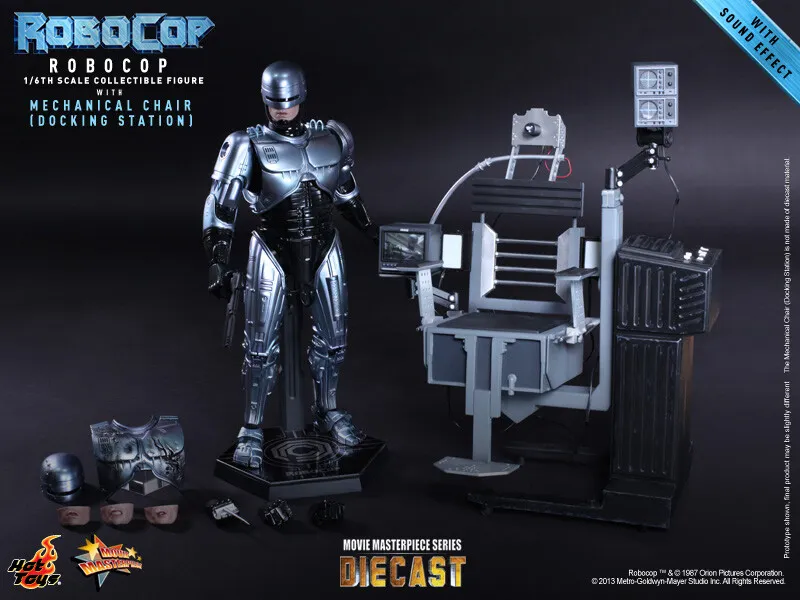 ROBOCOP
ROBOCOP
1/6TH SCALE COLLECTIBLE FIGURE
WITH
MECHANICAL CHAIR
(DOCKING STATION)
WITH
SOUND EFFECT
Prototype shown, final product may be slightly different    The Mechanical Chair (Docking Station) is not made of diecast material.
HOT TOYS
MOVIE MASTERPIECE
MOVIE MASTERPIECE SERIES
DIECAST
Robocop ™ & © 1987 Orion Pictures Corporation.
© 2013 Metro-Goldwyn-Mayer Studio Inc. All Rights Reserved.